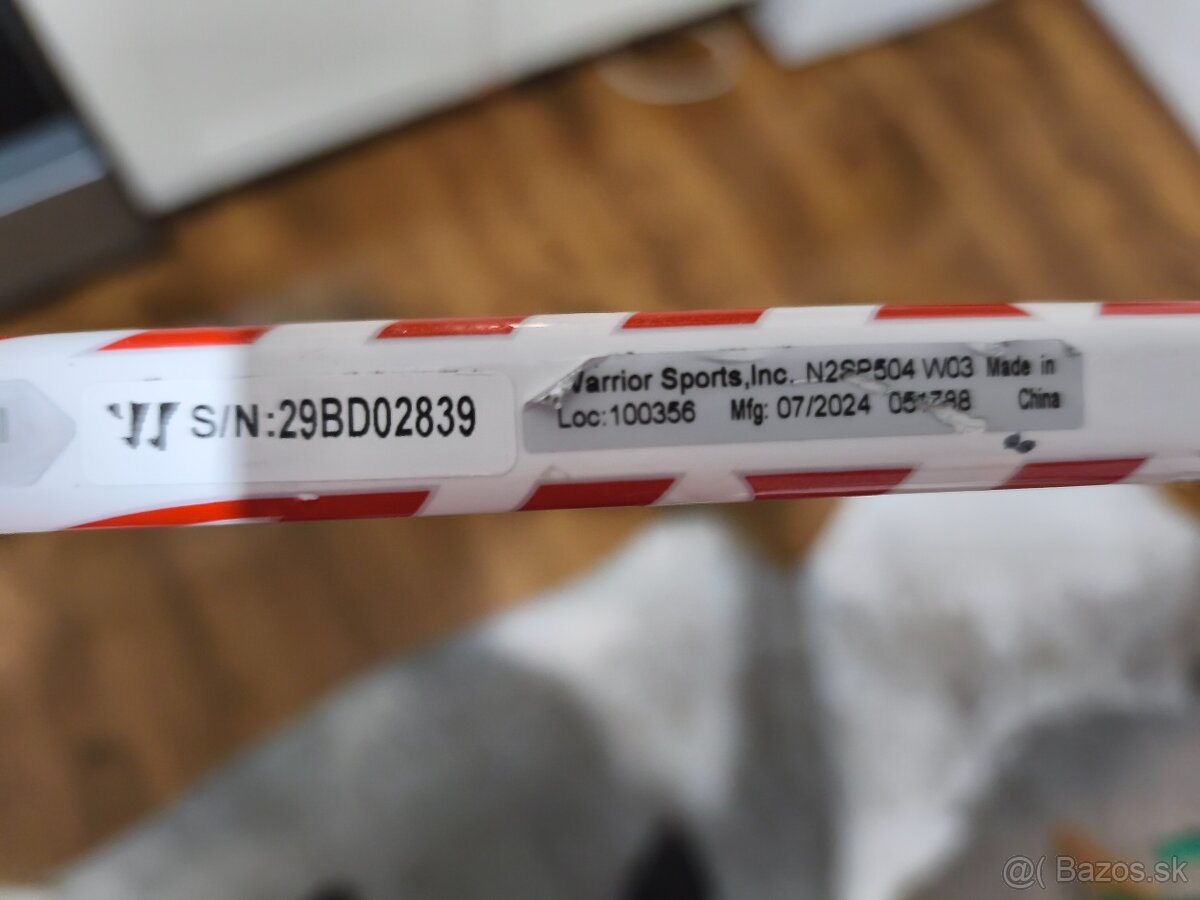 S/N:29BD02839
Warrior Sports,Inc. N2SP504 W03 Made in
Loc:100356 Mfg: 07/2024 China
@( Bazos.sk